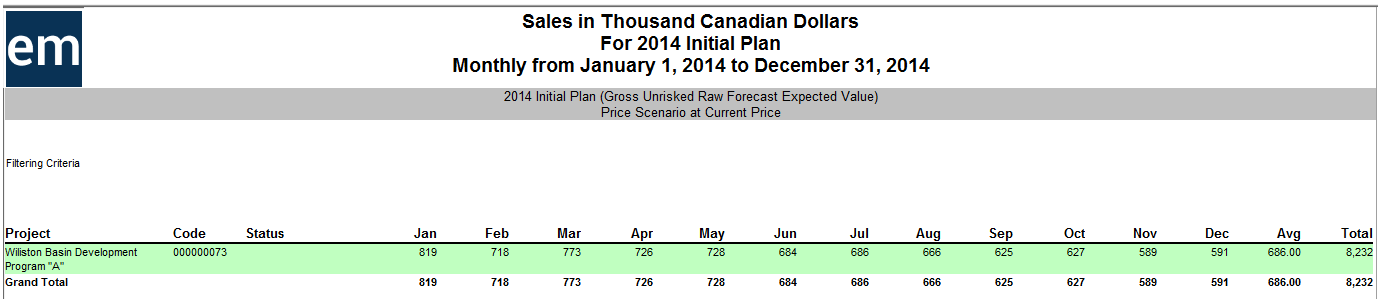 em
Sales in Thousand Canadian Dollars
For 2014 Initial Plan
Monthly from January 1, 2014 to December 31, 2014
2014 Initial Plan (Gross Unrisked Raw Forecast Expected Value)
Price Scenario at Current Price
Filtering Criteria
Project Code Status Jan Feb Mar Apr May Jun Jul Aug Sep Oct Nov Dec Avg Total
Wiliston Basin Development 000000073 819 718 773 726 728 684 686 666 625 627 589 591 686.00 8,232
Program "A"
Grand Total 819 718 773 726 728 684 686 666 625 627 589 591 686.00 8,232